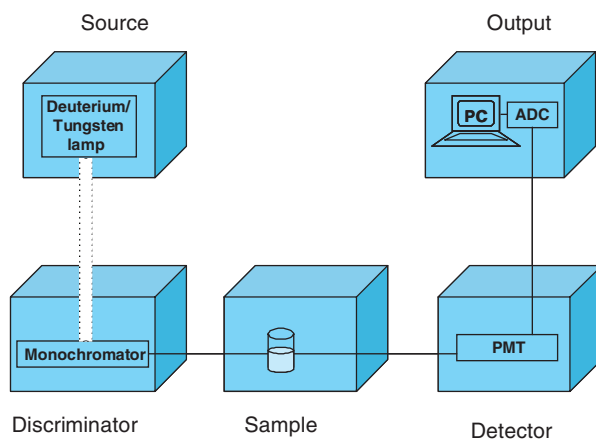 Source
Output
Deuterium/
Tungsten
lamp
PC
ADC
Monochromator
PMT
Discriminator
Sample
Detector